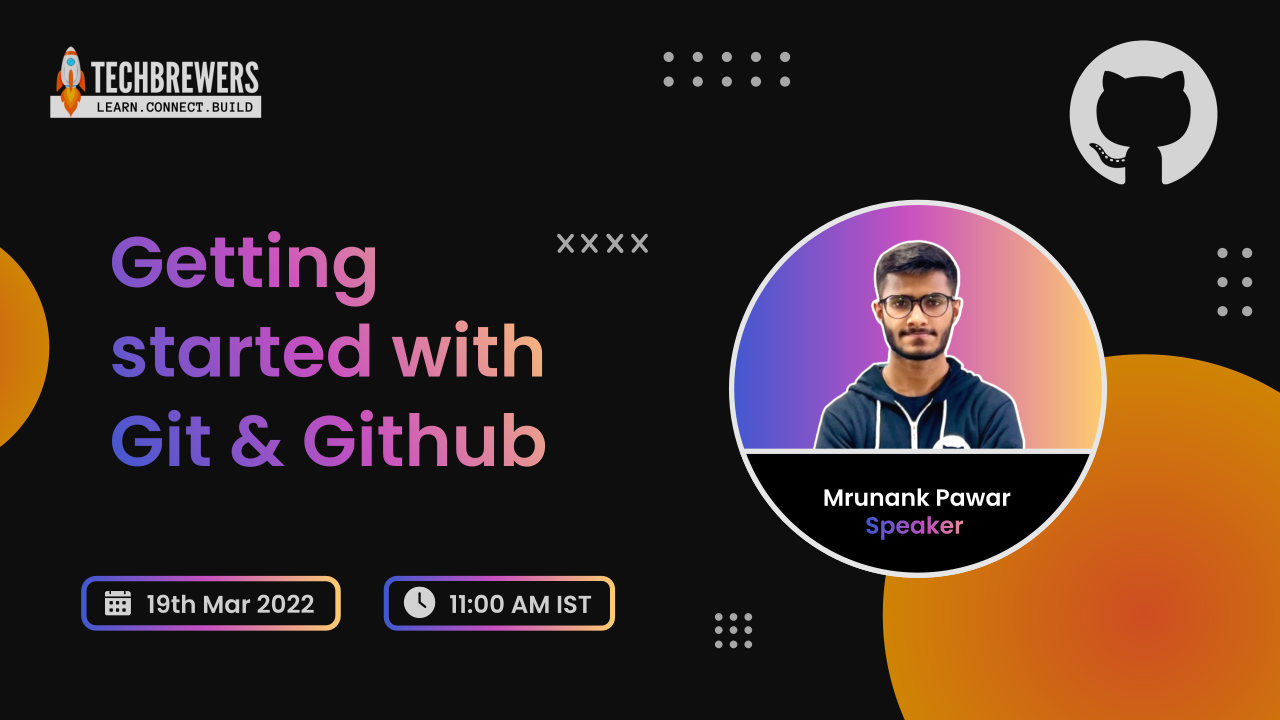 TECHBREWERS
LEARN.CONNECT.BUILD
Getting
started with
Git & Github
Mrunank Pawar
Speaker
19th Mar 2022
11:00 AM IST